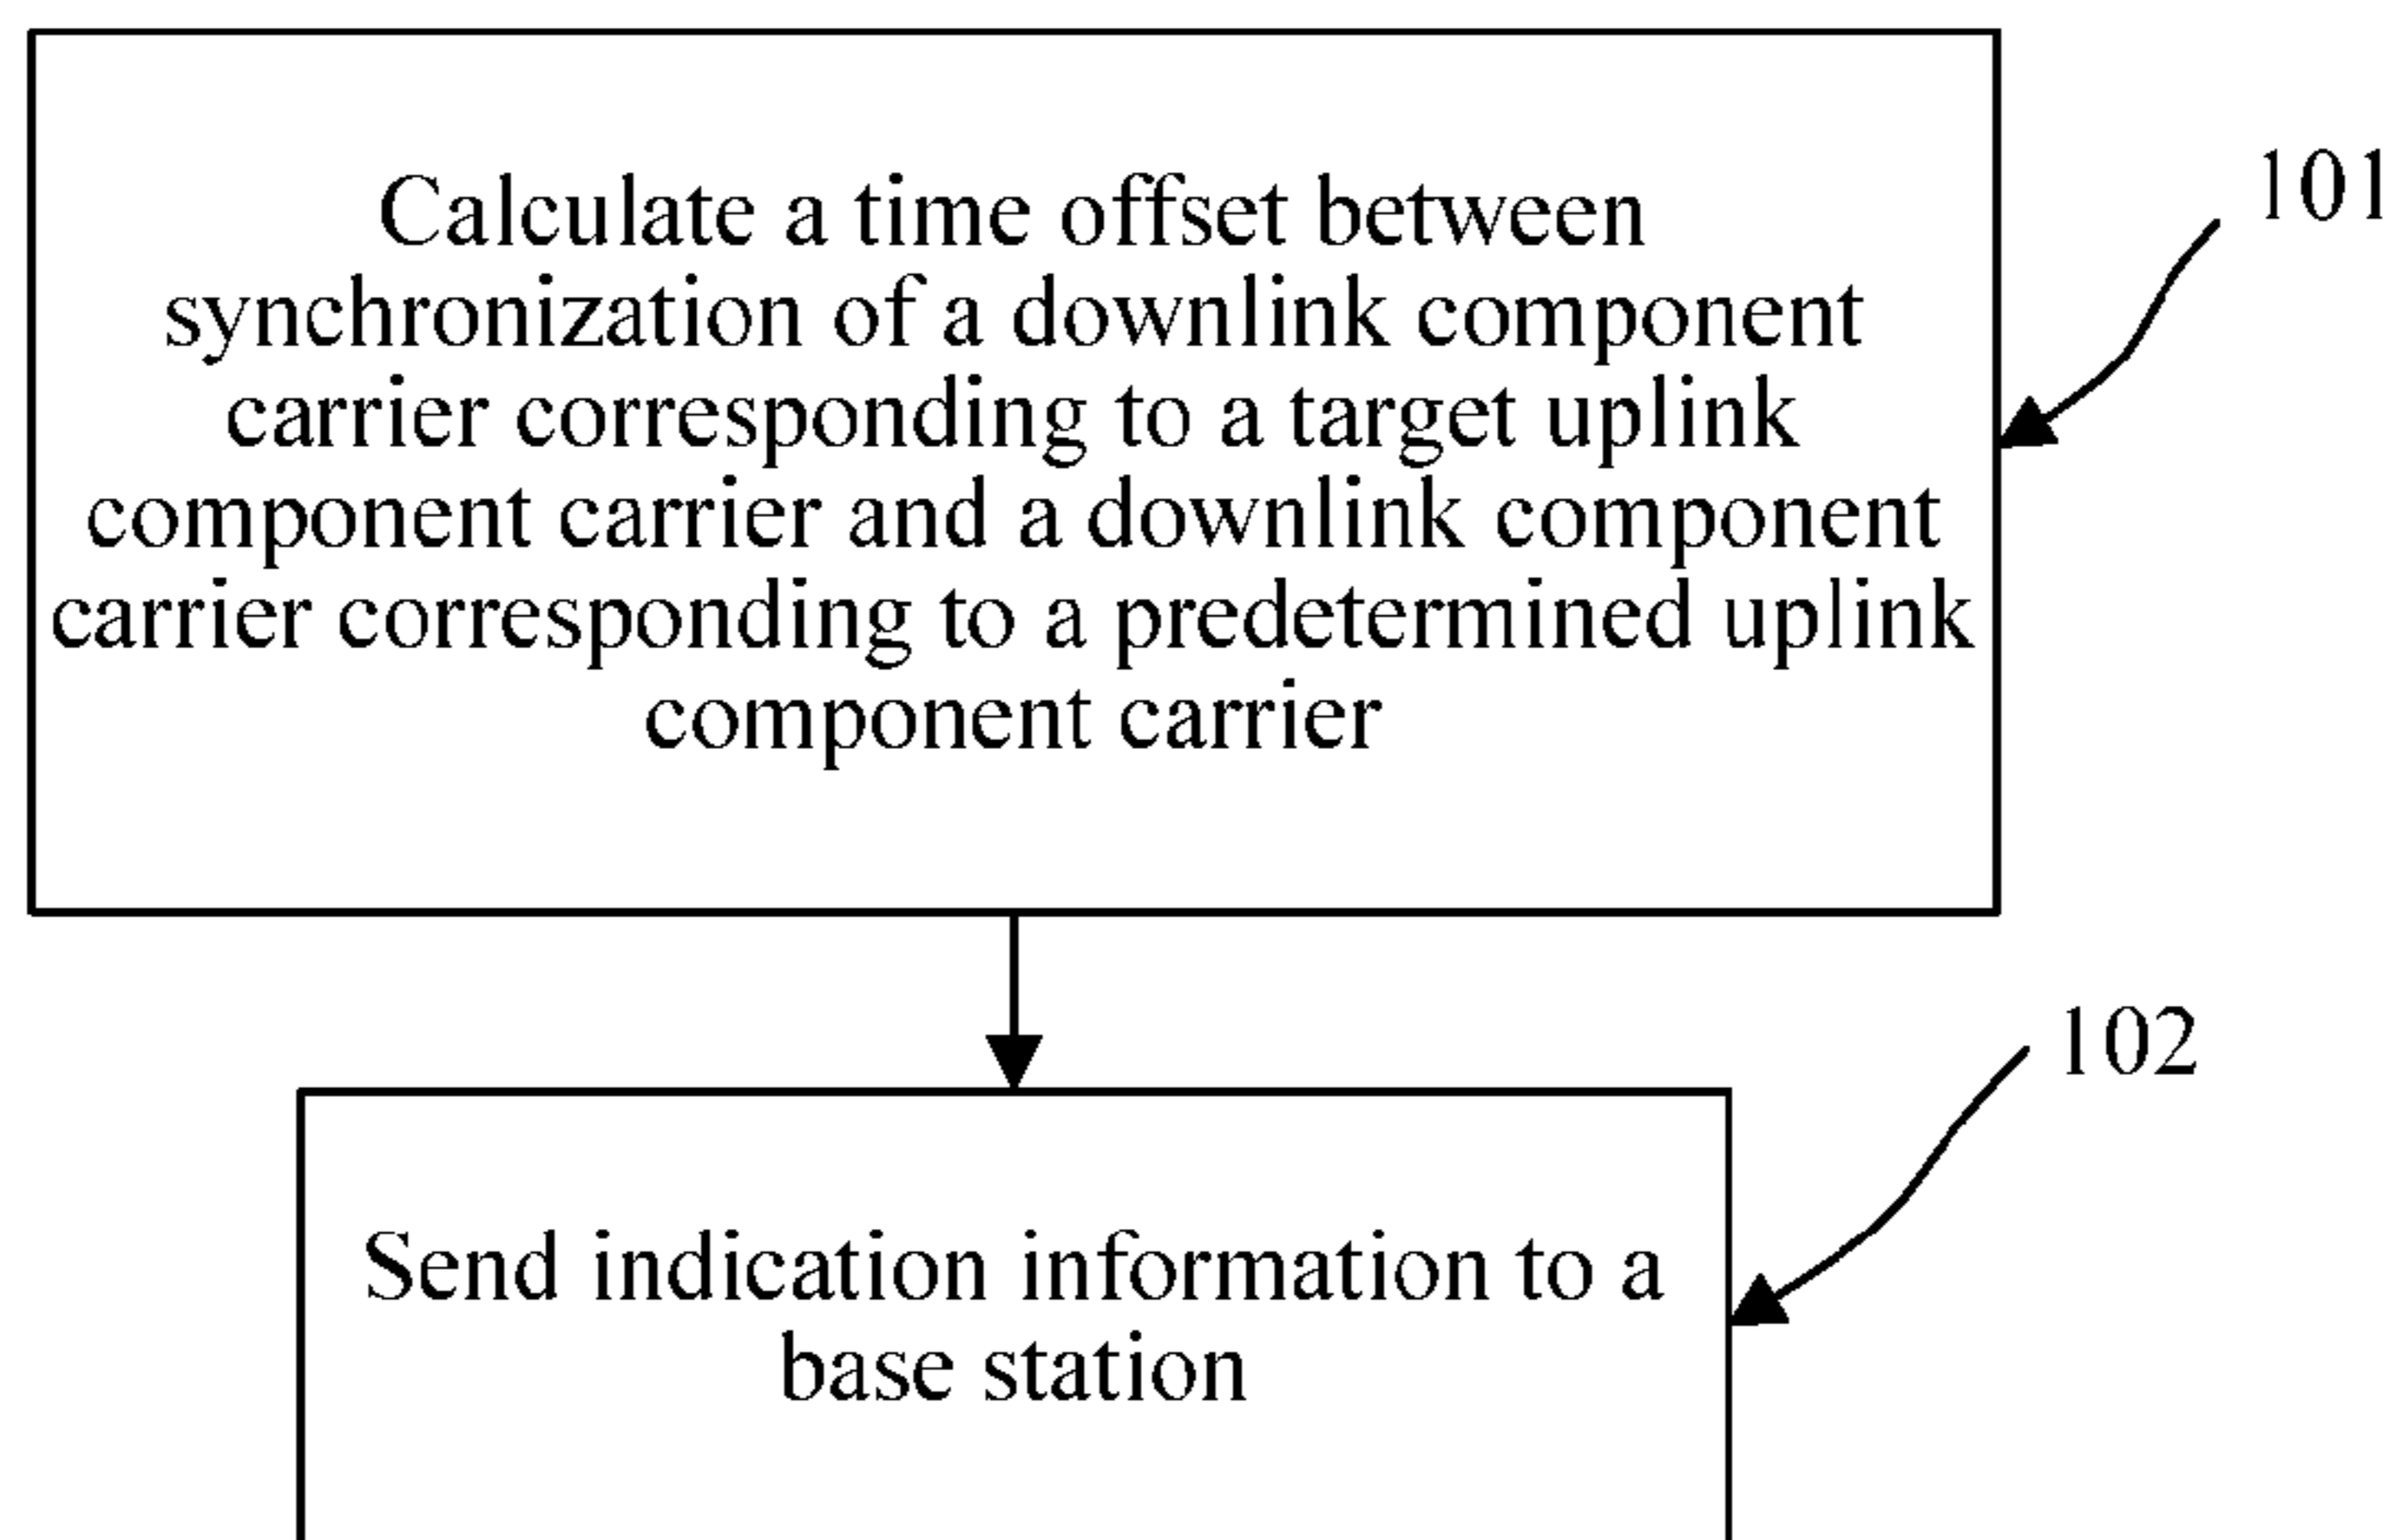 Calculate a time offset between
synchronization of a downlink component
carrier corresponding to a target uplink
component carrier and a downlink component
carrier corresponding to a predetermined uplink
component carrier
101
102
Send indication information to a
base station